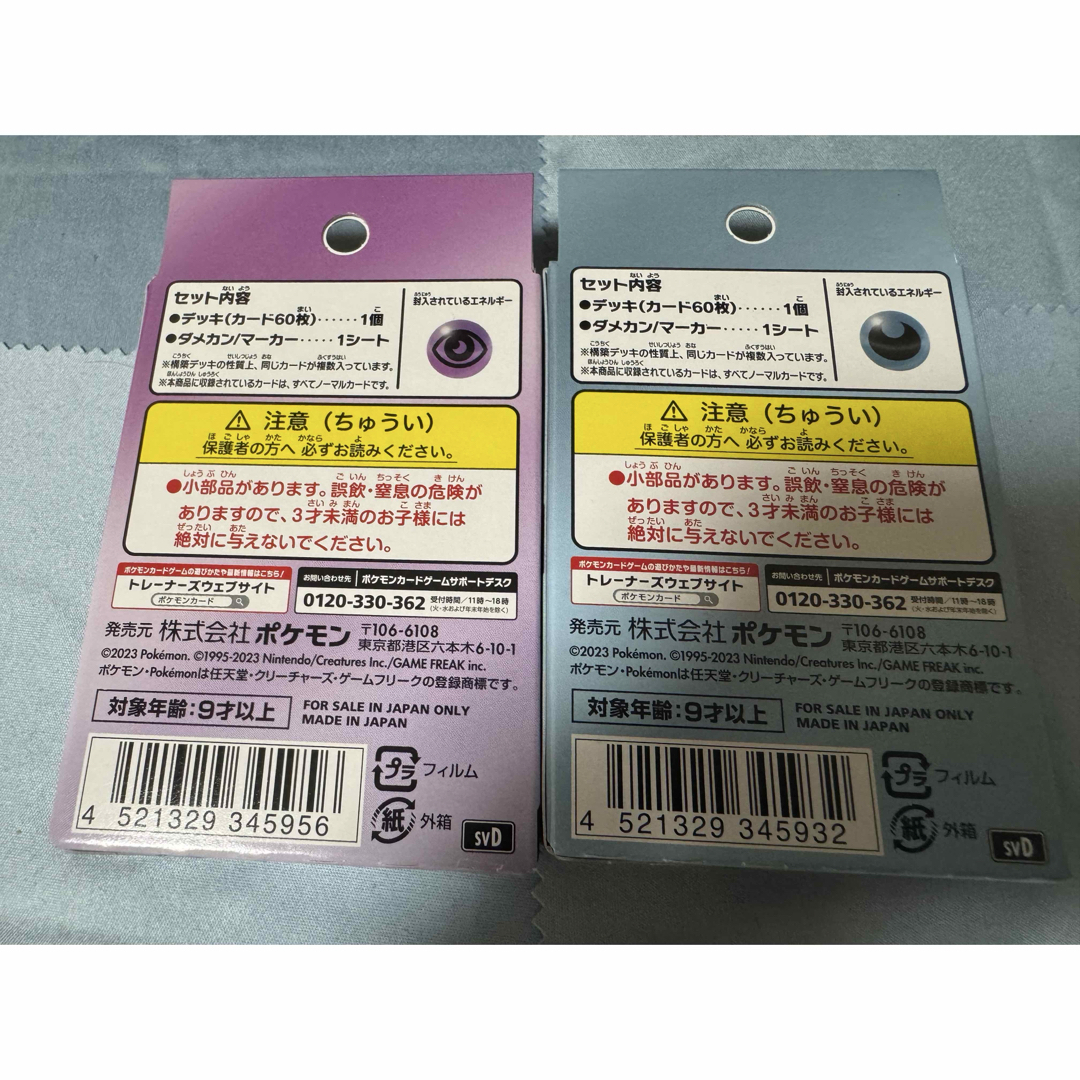 セット内容
●デッキ(カード60枚)‥‥‥1個
●ダメカン/マーカー‥‥‥1シート
※構築デッキの性質上、同じカードが複数入っています。
※本商品に収録されているカードは、すべてノーマルカードです。
封入されているエネルギー
⚠ 注意(ちゅうい)
保護者の方へ 必ずお読みください。
●小部品があります。誤飲・窒息の危険が
ありますので、3才未満のお子様には
絶対に与えないでください。
ポケモンカードゲームの遊びかたや最新情報はこちら!
トレーナーズウェブサイト
ポケモンカード
お問い合わせ先 ポケモンカードゲームサポートデスク
0120-330-362 受付時間/11時~18時
(火・水および年末年始を除く)
発売元 株式会社ポケモン 〒106-6108
東京都港区六本木6-10-1
©2023 Pokémon. ©1995-2023 Nintendo/Creatures Inc./GAME FREAK inc.
ポケモン・Pokémonは任天堂・クリーチャーズ・ゲームフリークの登録商標です。
対象年齢:9才以上
FOR SALE IN JAPAN ONLY
MADE IN JAPAN
4 521329 345956
プラ フィルム
紙 外箱
svD
セット内容
●デッキ(カード60枚)‥‥‥1個
●ダメカン/マーカー‥‥‥1シート
※構築デッキの性質上、同じカードが複数入っています。
※本商品に収録されているカードは、すべてノーマルカードです。
封入されているエネルギー
⚠ 注意(ちゅうい)
保護者の方へ 必ずお読みください。
●小部品があります。誤飲・窒息の危険が
ありますので、3才未満のお子様には
絶対に与えないでください。
ポケモンカードゲームの遊びかたや最新情報はこちら!
トレーナーズウェブサイト
ポケモンカード
お問い合わせ先 ポケモンカードゲームサポートデスク
0120-330-362 受付時間/11時~18時
(火・水および年末年始を除く)
発売元 株式会社ポケモン 〒106-6108
東京都港区六本木6-10-1
©2023 Pokémon. ©1995-2023 Nintendo/Creatures Inc./GAME FREAK inc.
ポケモン・Pokémonは任天堂・クリーチャーズ・ゲームフリークの登録商標です。
対象年齢:9才以上
FOR SALE IN JAPAN ONLY
MADE IN JAPAN
4 521329 345932
プラ フィルム
紙 外箱
svD